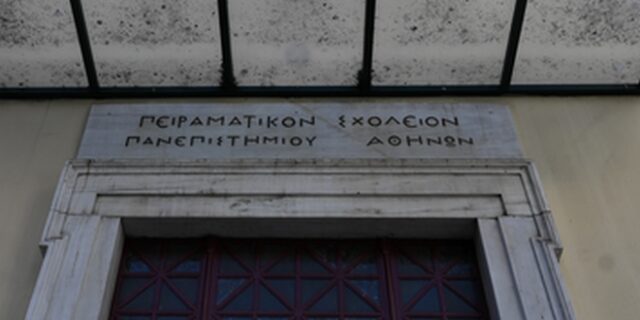 ΠΕΙΡΑΜΑΤΙΚΟΝ ΣΧΟΛΕΙΟΝ
ΠΑΝΕΠΙΣΤΗΜΙΟΥ ΑΘΗΝΩΝ